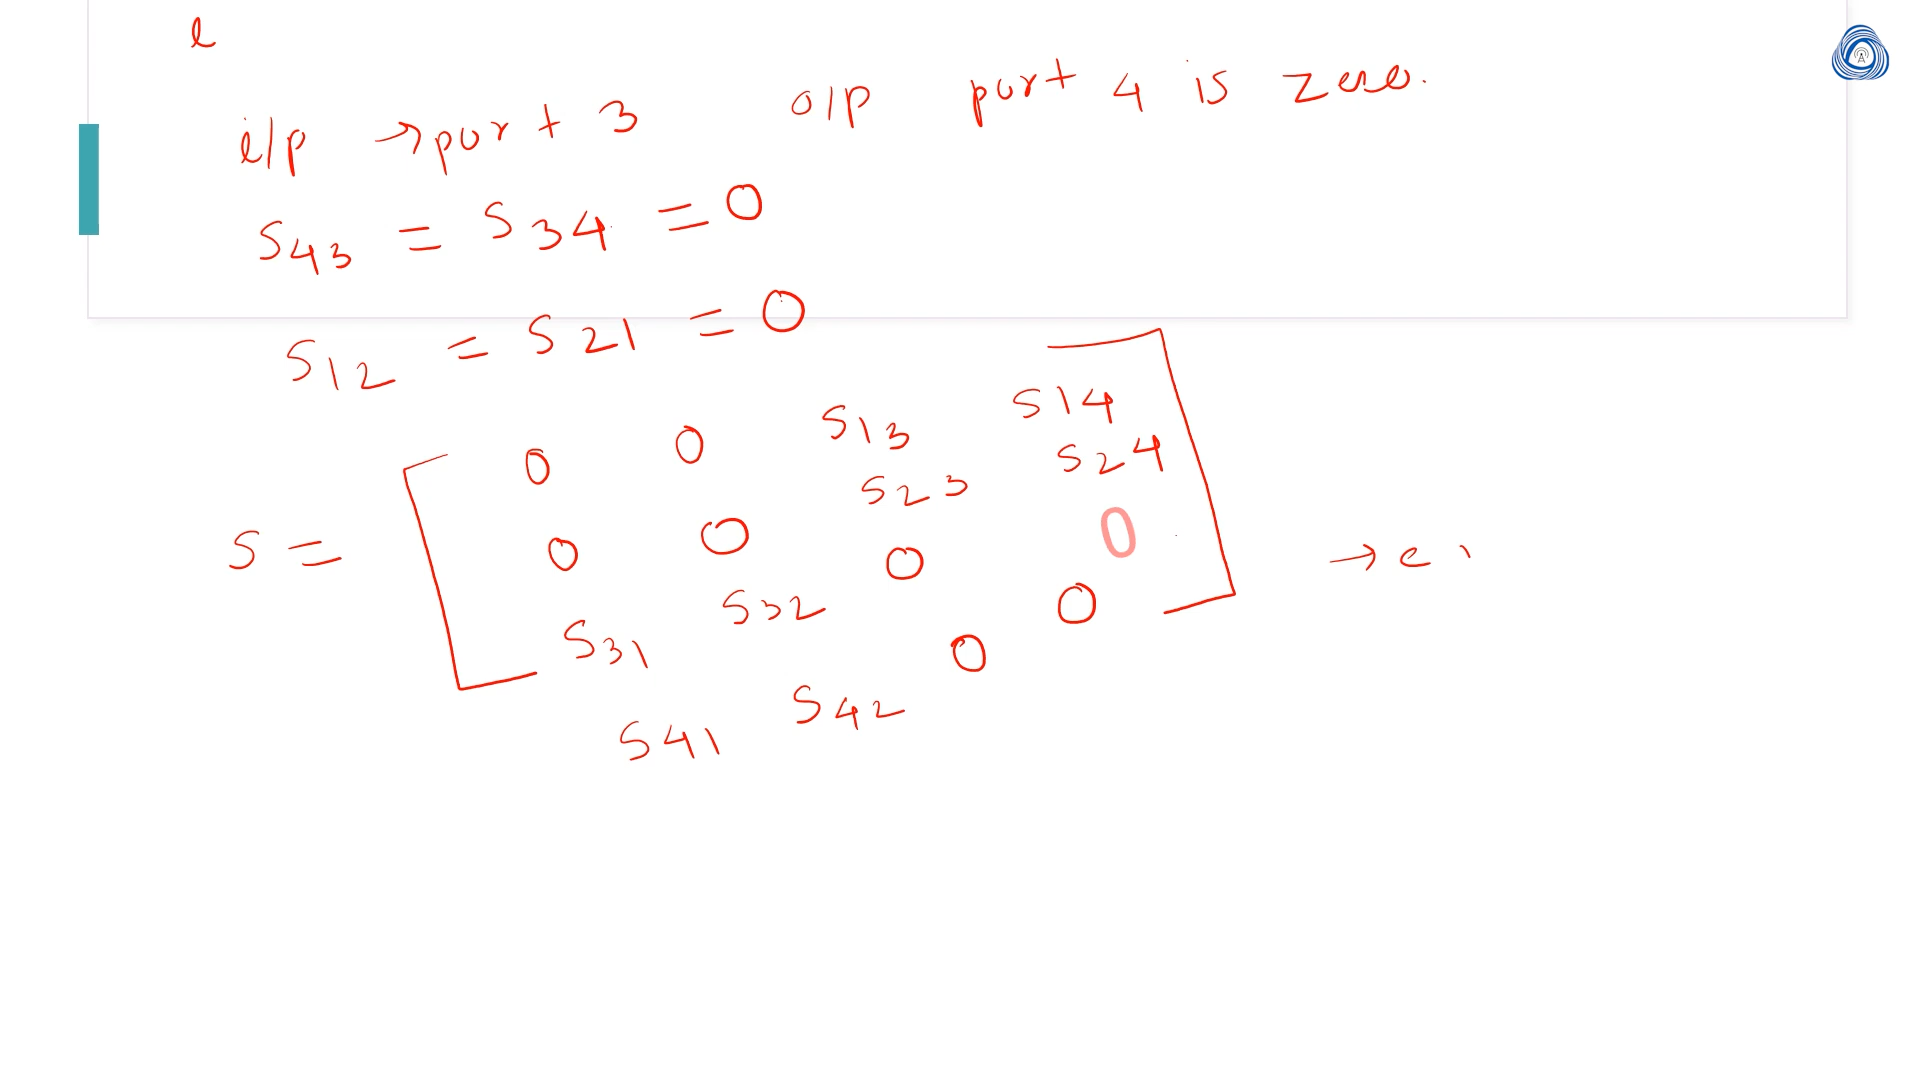 e
i/p → port 3 o/p port 4 is zero.
S43 = S34 = 0
S12 = S21 = 0
0 0 S13 S14
0 0 S23 S24
S = S31 S32 0 0 → e
S41 S42 0 0